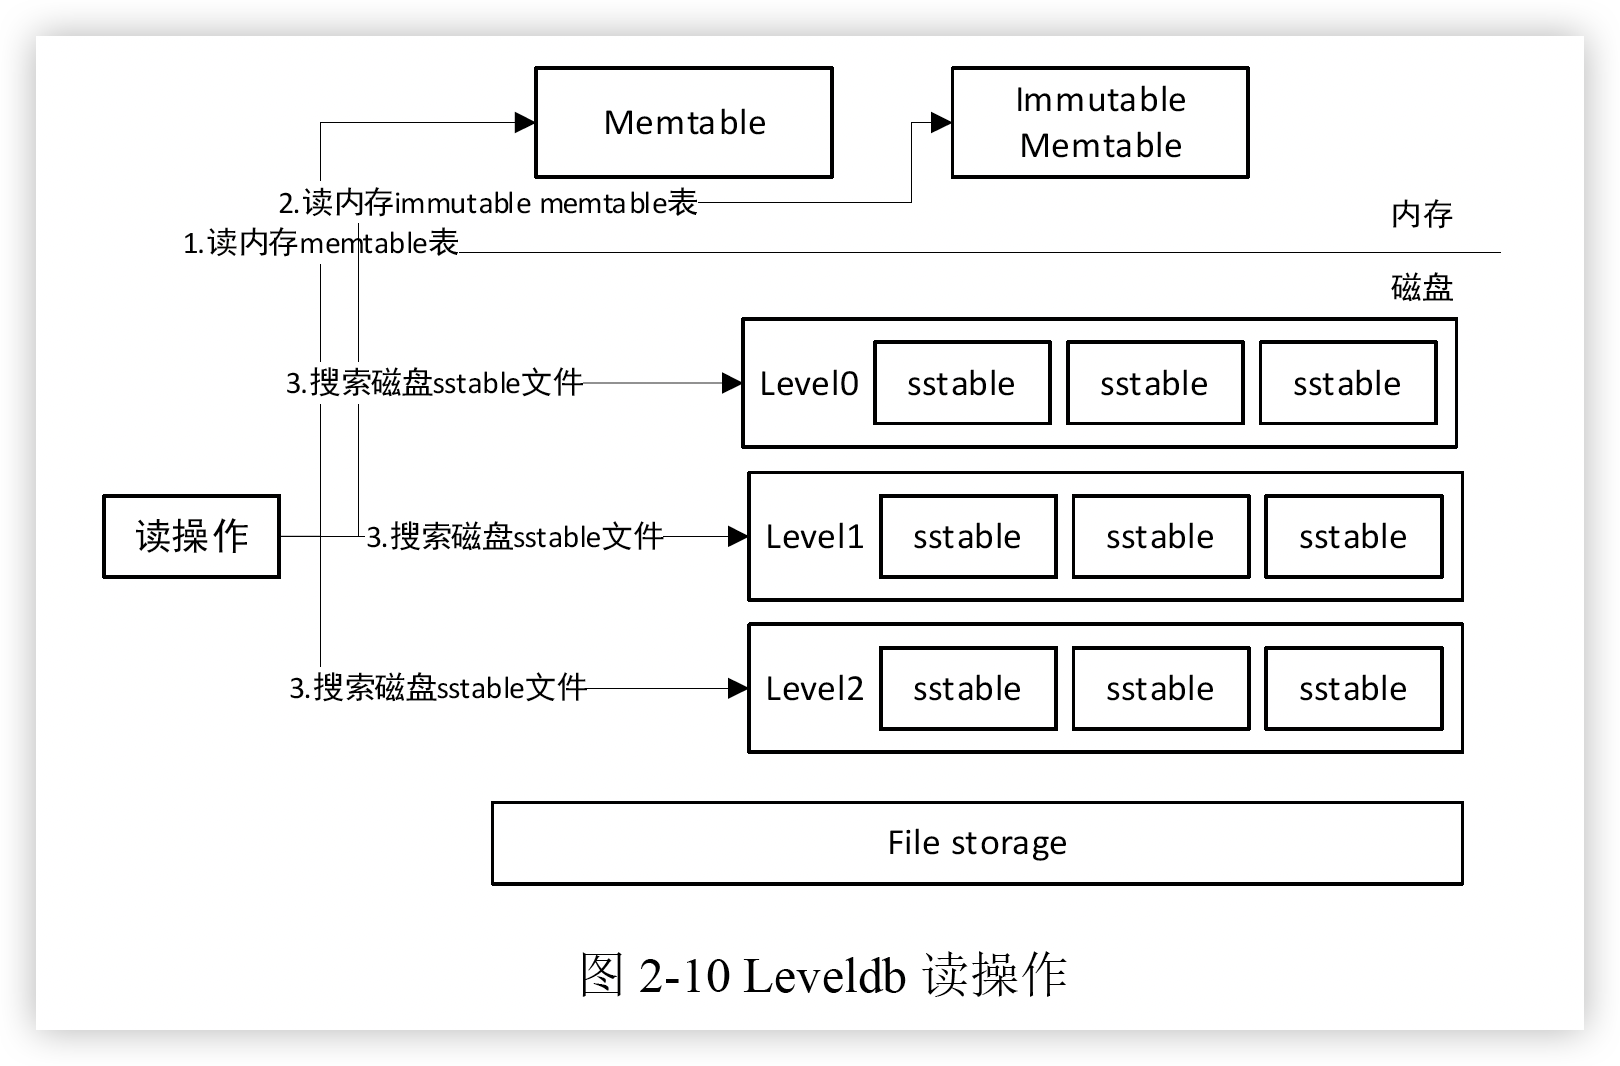 Memtable
Immutable
Memtable
2.读内存immutable memtable表
内存
1.读内存memtable表
磁盘
3.搜索磁盘sstable文件
Level0 sstable sstable sstable
读操作
3.搜索磁盘sstable文件
Level1 sstable sstable sstable
3.搜索磁盘sstable文件
Level2 sstable sstable sstable
File storage
图 2-10 Leveldb 读操作